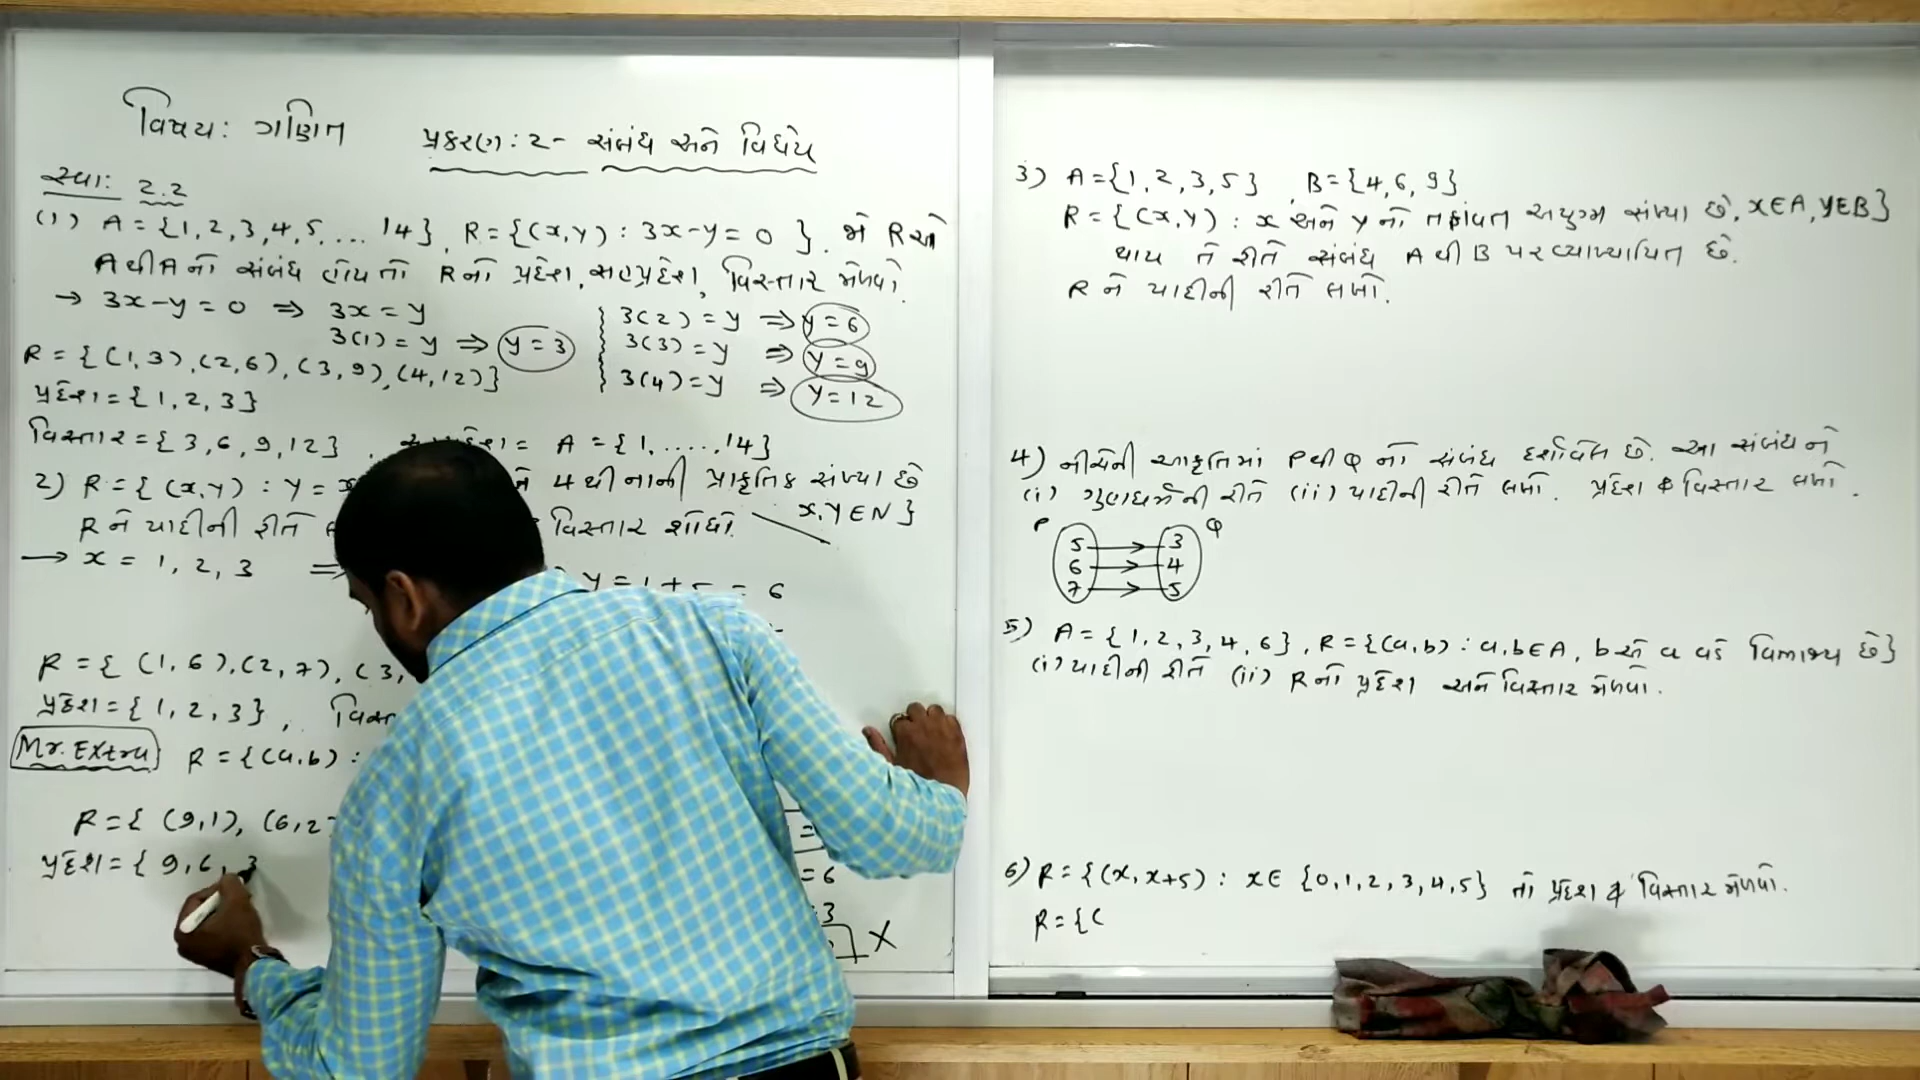 વિષય: ગણિત
પ્રકરણ: 2- સંબંધ અને વિધેય
સ્વા: 2.2
(1) A={1,2,3,4,5,...14}, R={(x,y) : 3x-y=0 }. જો R એ
A થી A નો સંબંધ હોય તો R નો પ્રદેશ, સહપ્રદેશ, વિસ્તાર મેળવો.
→ 3x-y=0 ⇒ 3x=y
3(1)=y ⇒ y=3
3(2)=y ⇒ y=6
3(3)=y ⇒ y=9
3(4)=y ⇒ y=12
R={(1,3),(2,6),(3,9),(4,12)}
પ્રદેશ={1,2,3}
વિસ્તાર={3,6,9,12}, = A={1,.....,14}
2) R={(x,y) : y= 4 થી નાની પ્રાકૃતિક સંખ્યા છે
x,y∈N}
R ને યાદીની રીતે વિસ્તાર શોધો.
→ x = 1, 2, 3 ⇒
= 6
R={ (1,6),(2,7),(3,
પ્રદેશ={1,2,3},
Mr. Extra R={(a,b) :
R={ (9,1), (6,2
=6
પ્રદેશ={ 9,6,3
3
X
3) A={1,2,3,5}, B={4,6,9}
R={(x,y) : x અને y નો તફાવત અયુગ્મ સંખ્યા છે, x∈A, y∈B}
થાય તે રીતે સંબંધ A થી B પર વ્યાખ્યાયિત છે.
R ને યાદીની રીતે લખો.
4) નીચેની આકૃતિમાં P થી Q નો સંબંધ દર્શાવેલ છે. આ સંબંધને
(i) ગુણધર્મની રીતે (ii) યાદીની રીતે લખો. પ્રદેશ & વિસ્તાર લખો.
P Q
5 3
6 4
7 5
5) A={1,2,3,4,6}, R={(a,b) : a,b∈A, b એ a વડે વિભાજ્ય છે}
(i) યાદીની રીતે (ii) R નો પ્રદેશ અને વિસ્તાર મેળવો.
6) R={(x,x+5) : x∈ {0,1,2,3,4,5} તો પ્રદેશ & વિસ્તાર મેળવો.
R={(